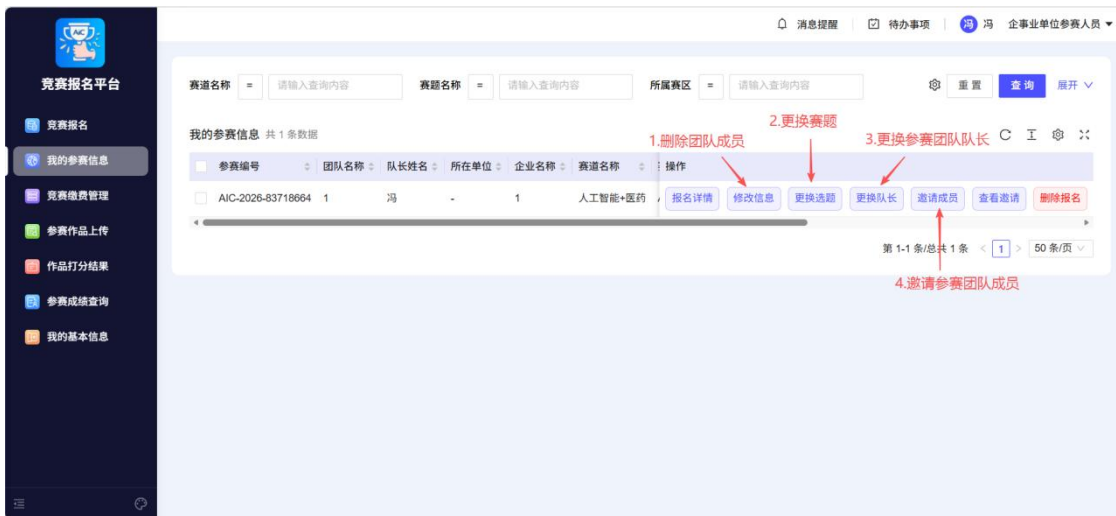 AIC
消息提醒 待办事项 冯 冯 企事业单位参赛人员
竞赛报名平台
赛道名称 = 请输入查询内容 赛题名称 = 请输入查询内容 所属赛区 = 请输入查询内容 重置 查询 展开
竞赛报名
我的参赛信息
竞赛缴费管理
参赛作品上传
作品打分结果
参赛成绩查询
我的基本信息
我的参赛信息 共 1 条数据
1.删除团队成员
2.更换赛题
3.更换参赛团队队长
参赛编号 团队名称 队长姓名 所在单位 企业名称 赛道名称 操作
AIC-2026-83718664 1 冯 - 1 人工智能+医药 报名详情 修改信息 更换选题 更换队长 邀请成员 查看邀请 删除报名
第 1-1 条/总共 1 条 < 1 > 50 条/页
4.邀请参赛团队成员